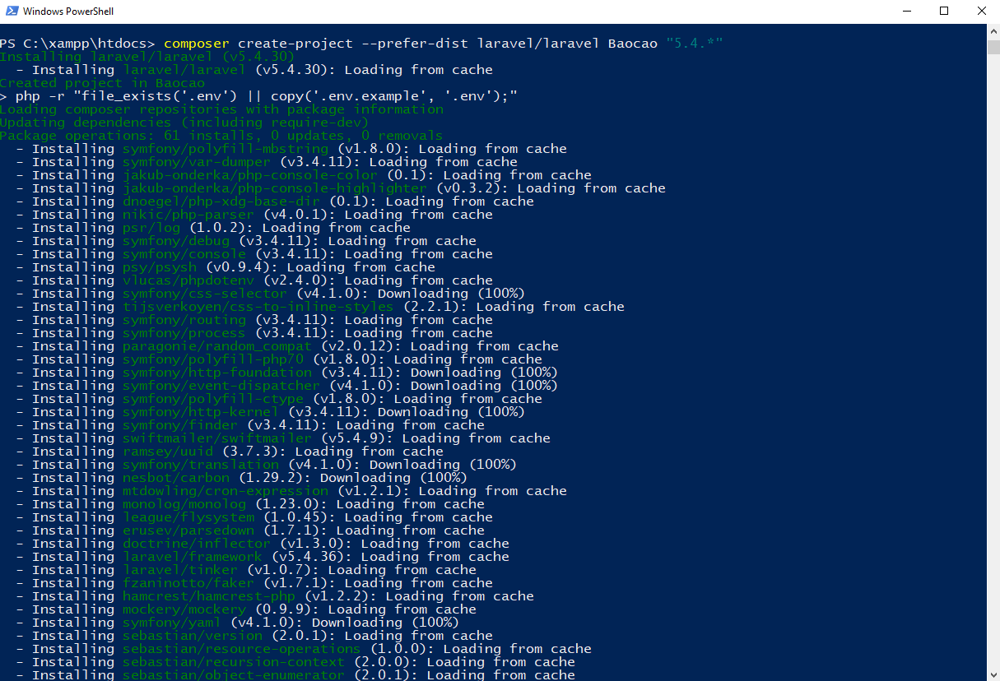 Windows PowerShell
PS C:\xampp\htdocs> composer create-project --prefer-dist laravel/laravel Baocao "5.4.*"
Installing laravel/laravel (v5.4.30)
  - Installing laravel/laravel (v5.4.30): Loading from cache
Created project in Baocao
> php -r "file_exists('.env') || copy('.env.example', '.env');"
Loading composer repositories with package information
Updating dependencies (including require-dev)
Package operations: 61 installs, 0 updates, 0 removals
  - Installing symfony/polyfill-mbstring (v1.8.0): Loading from cache
  - Installing symfony/var-dumper (v3.4.11): Loading from cache
  - Installing jakub-onderka/php-console-color (0.1): Loading from cache
  - Installing jakub-onderka/php-console-highlighter (v0.3.2): Loading from cache
  - Installing dnoegel/php-xdg-base-dir (0.1): Loading from cache
  - Installing nikic/php-parser (v4.0.1): Loading from cache
  - Installing psr/log (1.0.2): Loading from cache
  - Installing symfony/debug (v3.4.11): Loading from cache
  - Installing symfony/console (v3.4.11): Loading from cache
  - Installing psy/psysh (v0.9.4): Loading from cache
  - Installing vlucas/phpdotenv (v2.4.0): Loading from cache
  - Installing symfony/css-selector (v4.1.0): Downloading (100%)
  - Installing tijsverkoyen/css-to-inline-styles (2.2.1): Loading from cache
  - Installing symfony/routing (v3.4.11): Loading from cache
  - Installing symfony/process (v3.4.11): Loading from cache
  - Installing paragonie/random_compat (v2.0.12): Loading from cache
  - Installing symfony/polyfill-php70 (v1.8.0): Loading from cache
  - Installing symfony/http-foundation (v3.4.11): Downloading (100%)
  - Installing symfony/event-dispatcher (v4.1.0): Downloading (100%)
  - Installing symfony/polyfill-ctype (v1.8.0): Loading from cache
  - Installing symfony/http-kernel (v3.4.11): Downloading (100%)
  - Installing symfony/finder (v3.4.11): Loading from cache
  - Installing swiftmailer/swiftmailer (v5.4.9): Loading from cache
  - Installing ramsey/uuid (3.7.3): Loading from cache
  - Installing symfony/translation (v4.1.0): Downloading (100%)
  - Installing nesbot/carbon (1.29.2): Downloading (100%)
  - Installing mtdowling/cron-expression (v1.2.1): Loading from cache
  - Installing monolog/monolog (1.23.0): Loading from cache
  - Installing league/flysystem (1.0.45): Loading from cache
  - Installing erusev/parsedown (1.7.1): Loading from cache
  - Installing doctrine/inflector (v1.3.0): Loading from cache
  - Installing laravel/framework (v5.4.36): Loading from cache
  - Installing laravel/tinker (v1.0.7): Loading from cache
  - Installing fzaninotto/faker (v1.7.1): Loading from cache
  - Installing hamcrest/hamcrest-php (v1.2.2): Loading from cache
  - Installing mockery/mockery (0.9.9): Loading from cache
  - Installing symfony/yaml (v4.1.0): Downloading (100%)
  - Installing sebastian/version (2.0.1): Loading from cache
  - Installing sebastian/resource-operations (1.0.0): Loading from cache
  - Installing sebastian/recursion-context (2.0.0): Loading from cache
  - Installing sebastian/object-enumerator (2.0.1): Loading from cache